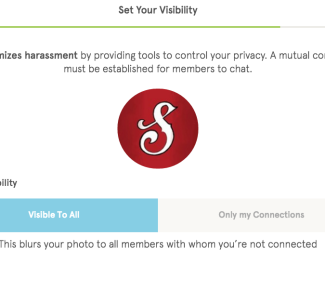 Set Your Visibility
mizes harassment by providing tools to control your privacy. A mutual co
must be established for members to chat.
S
bility
Visible To All
Only my Connections
This blurs your photo to all members with whom you're not connected